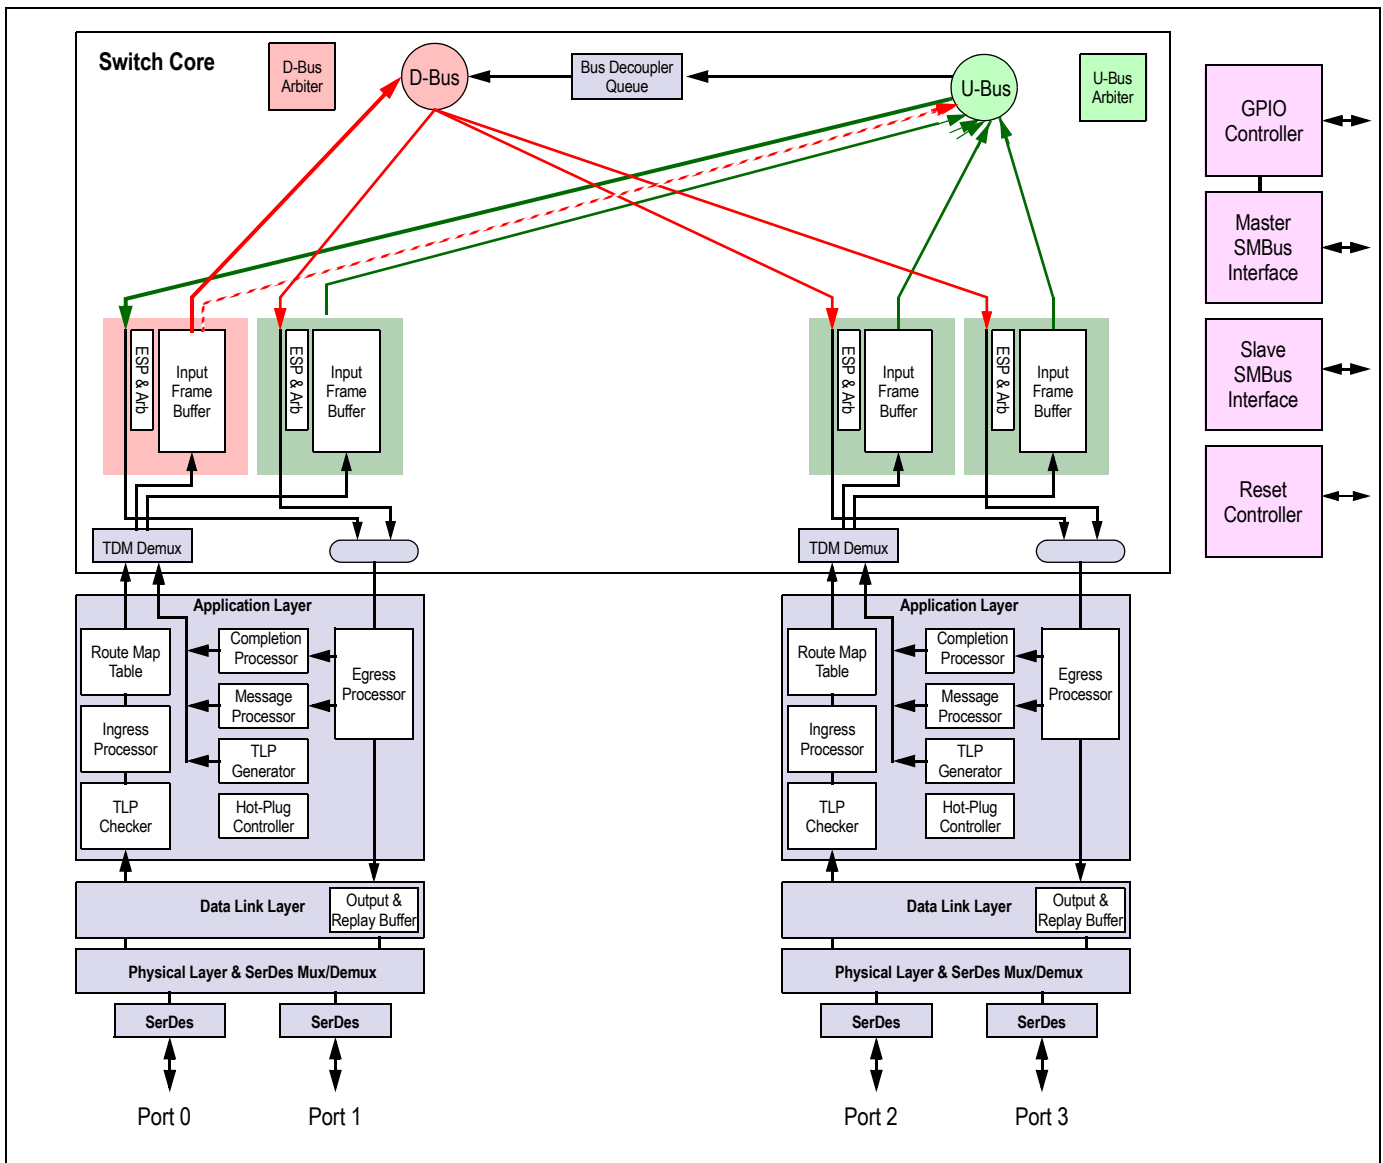 Switch Core
D-Bus
Arbiter
D-Bus
Bus Decoupler
Queue
U-Bus
U-Bus
Arbiter
GPIO
Controller
Master
SMBus
Interface
Slave
SMBus
Interface
Reset
Controller
ESP & Arb
Input
Frame
Buffer
ESP & Arb
Input
Frame
Buffer
ESP & Arb
Input
Frame
Buffer
ESP & Arb
Input
Frame
Buffer
TDM Demux
TDM Demux
Application Layer
Route Map
Table
Completion
Processor
Egress
Processor
Message
Processor
Ingress
Processor
TLP
Generator
TLP
Checker
Hot-Plug
Controller
Data Link Layer
Output &
Replay Buffer
Physical Layer & SerDes Mux/Demux
SerDes
SerDes
Port 0
Port 1
Application Layer
Route Map
Table
Completion
Processor
Egress
Processor
Message
Processor
Ingress
Processor
TLP
Generator
TLP
Checker
Hot-Plug
Controller
Data Link Layer
Output &
Replay Buffer
Physical Layer & SerDes Mux/Demux
SerDes
SerDes
Port 2
Port 3